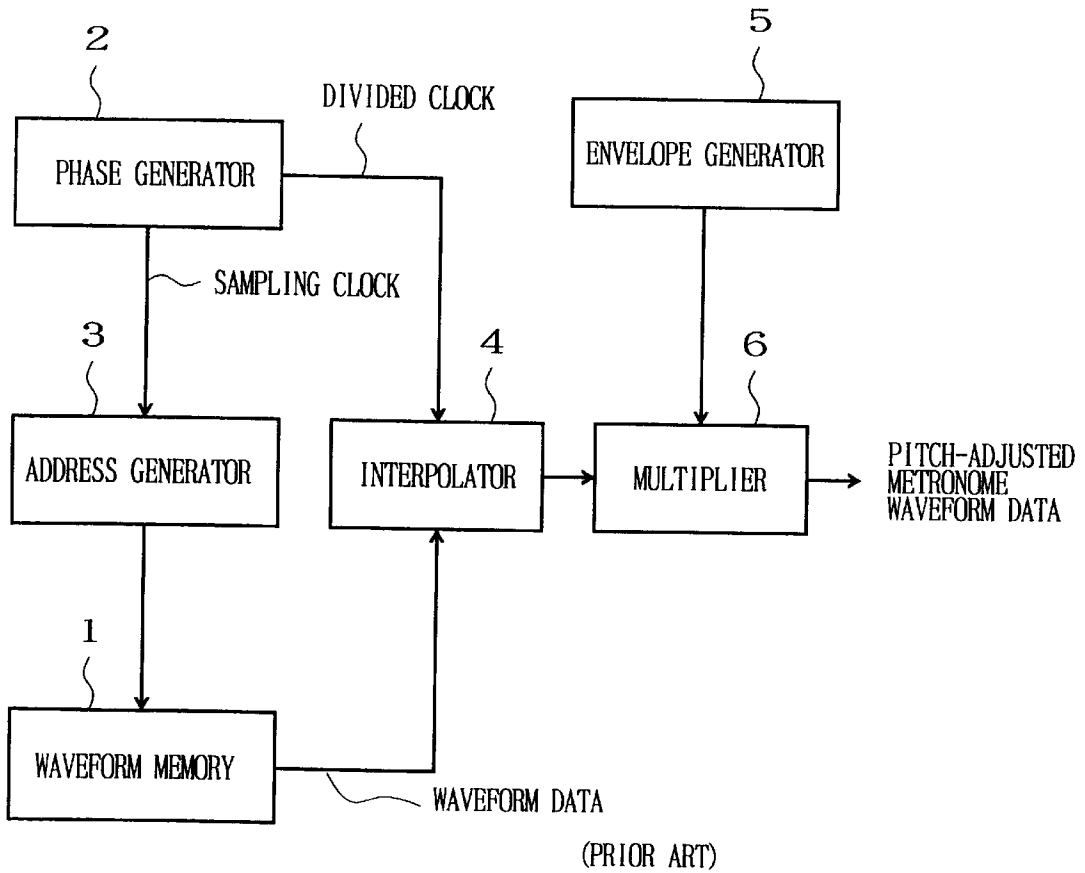 2
5
DIVIDED CLOCK
PHASE GENERATOR
ENVELOPE GENERATOR
SAMPLING CLOCK
3
4
6
ADDRESS GENERATOR
INTERPOLATOR
MULTIPLIER
PITCH-ADJUSTED
METRONOME
WAVEFORM DATA
1
WAVEFORM MEMORY
WAVEFORM DATA
(PRIOR ART)